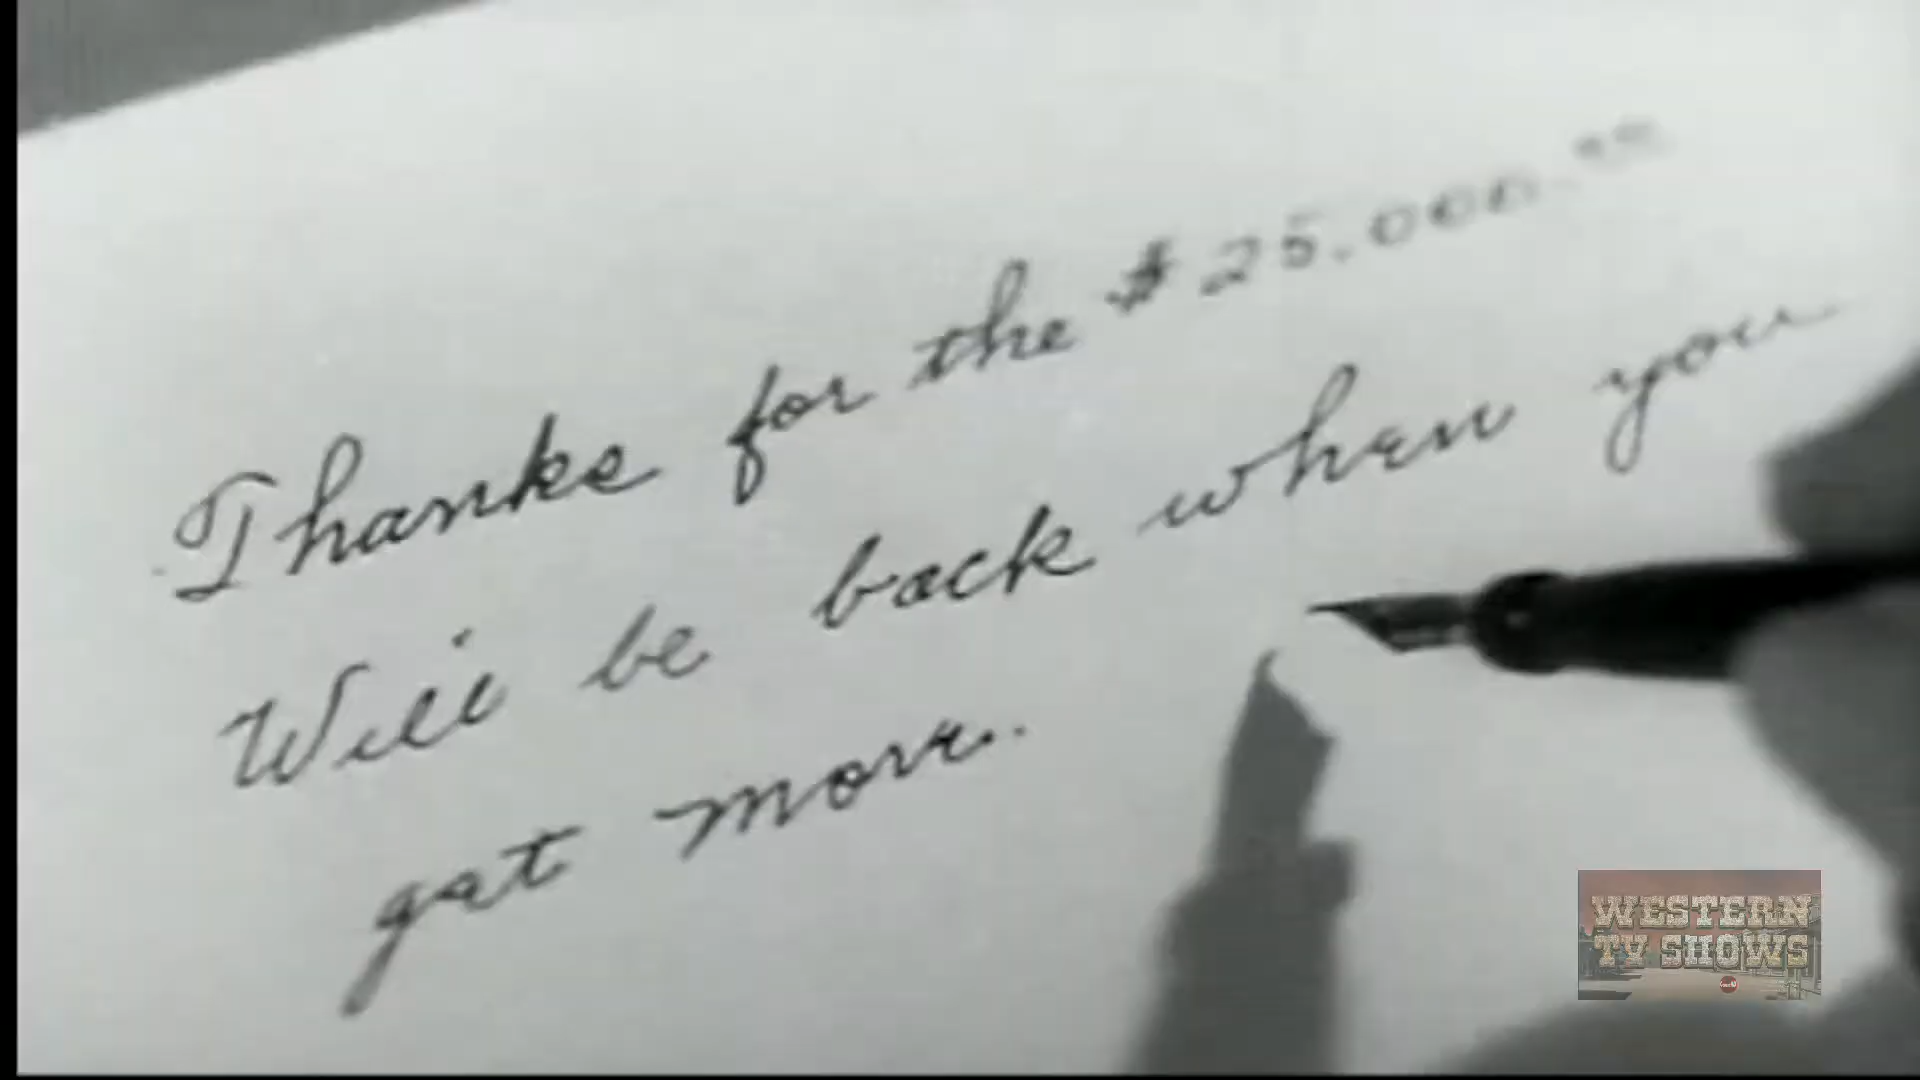 Thanks for the $25.000.00
Will be back when you
get more..
WESTERN
TV SHOWS